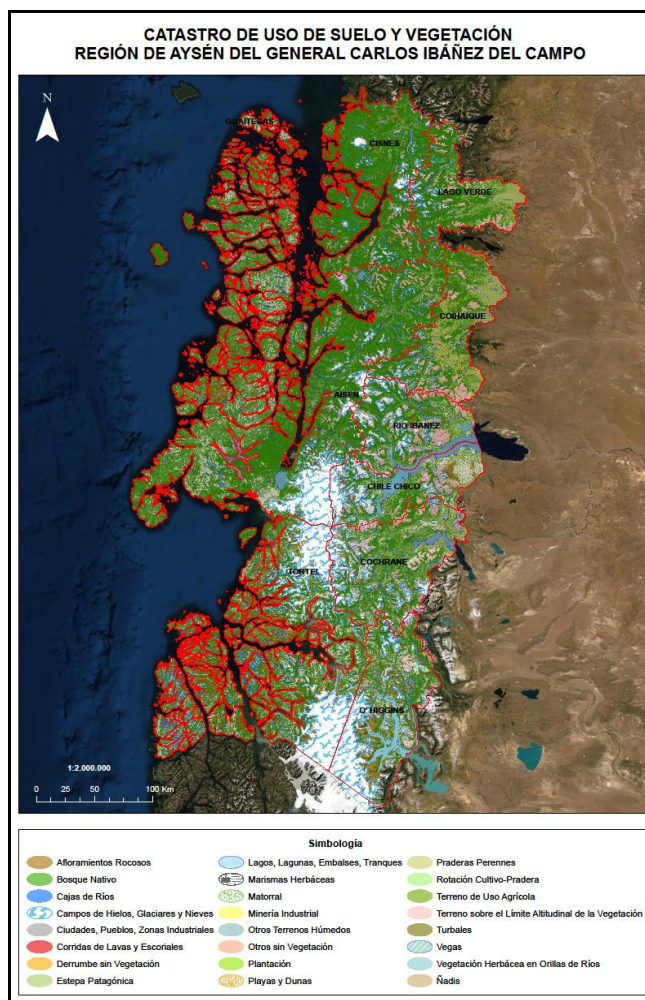 CATASTRO DE USO DE SUELO Y VEGETACIÓN
REGIÓN DE AYSÉN DEL GENERAL CARLOS IBÁÑEZ DEL CAMPO
N
GUAITECAS
CISNES
LAGO VERDE
COIHAIQUE
AISEN
RIO IBAÑEZ
CHILE CHICO
COCHRANE
TORTEL
O'HIGGINS
1:2.000.000
0 25 50 100 Km
Simbología
Afloramientos Rocosos
Bosque Nativo
Cajas de Ríos
Campos de Hielos, Glaciares y Nieves
Ciudades, Pueblos, Zonas Industriales
Corridas de Lavas y Escoriales
Derrumbe sin Vegetación
Estepa Patagónica
Lagos, Lagunas, Embalses, Tranques
Marismas Herbáceas
Matorral
Minería Industrial
Otros Terrenos Húmedos
Otros sin Vegetación
Plantación
Playas y Dunas
Praderas Perennes
Rotación Cultivo-Pradera
Terreno de Uso Agrícola
Terreno sobre el Límite Altitudinal de la Vegetación
Turbales
Vegas
Vegetación Herbácea en Orillas de Ríos
Ñadis